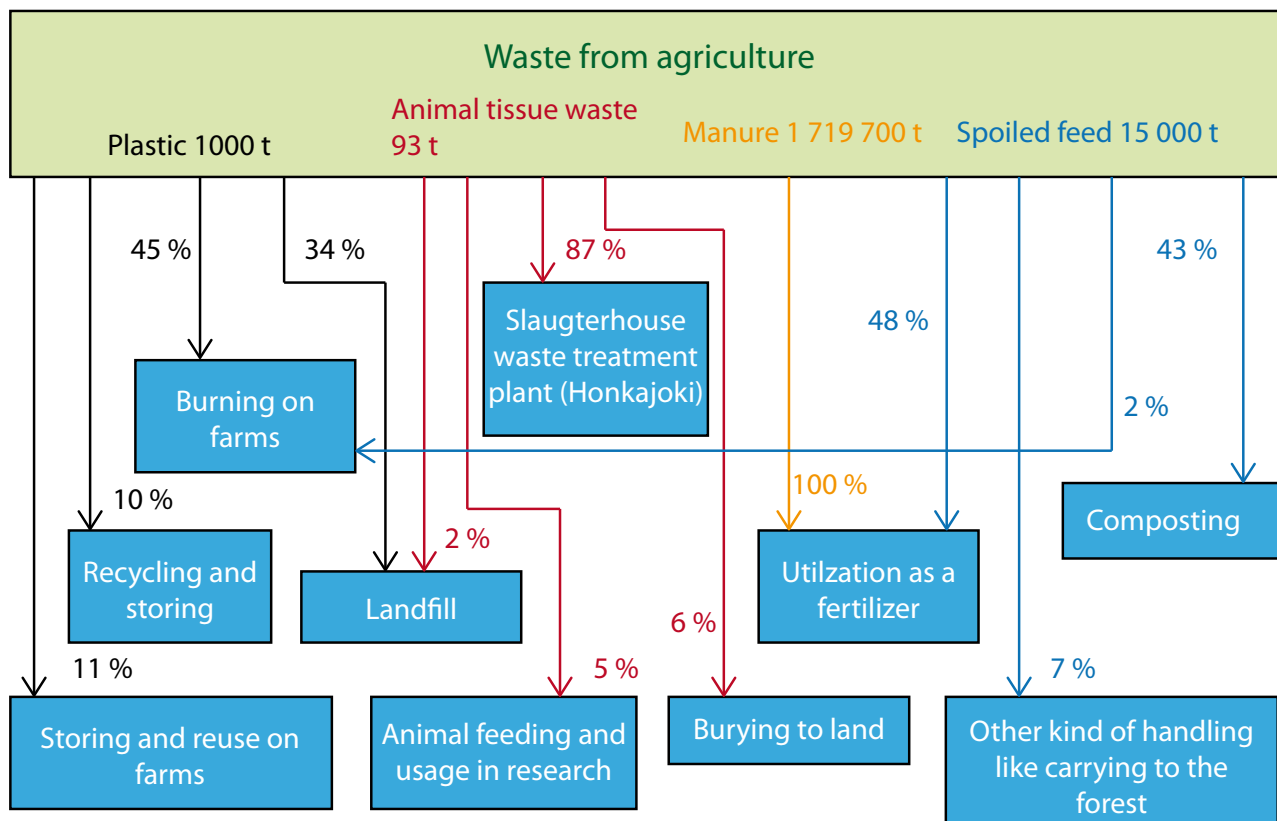 Waste from agriculture
Plastic 1000 t
Animal tissue waste
93 t
Manure 1 719 700 t
Spoiled feed 15 000 t
45 %
34 %
87 %
43 %
Slaugterhouse
waste treatment
plant (Honkajoki)
48 %
Burning on
farms
2 %
10 %
100 %
Composting
Recycling and
storing
2 %
Landfill
Utilzation as a
fertilizer
6 %
11 %
5 %
7 %
Storing and reuse on
farms
Animal feeding and
usage in research
Burying to land
Other kind of handling
like carrying to the
forest